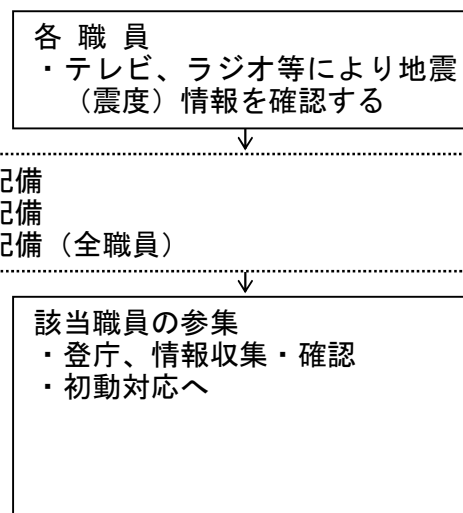 各 職 員
・テレビ、ラジオ等により地震
（震度）情報を確認する
配備
配備
配備（全職員）
該当職員の参集
・登庁、情報収集・確認
・初動対応へ